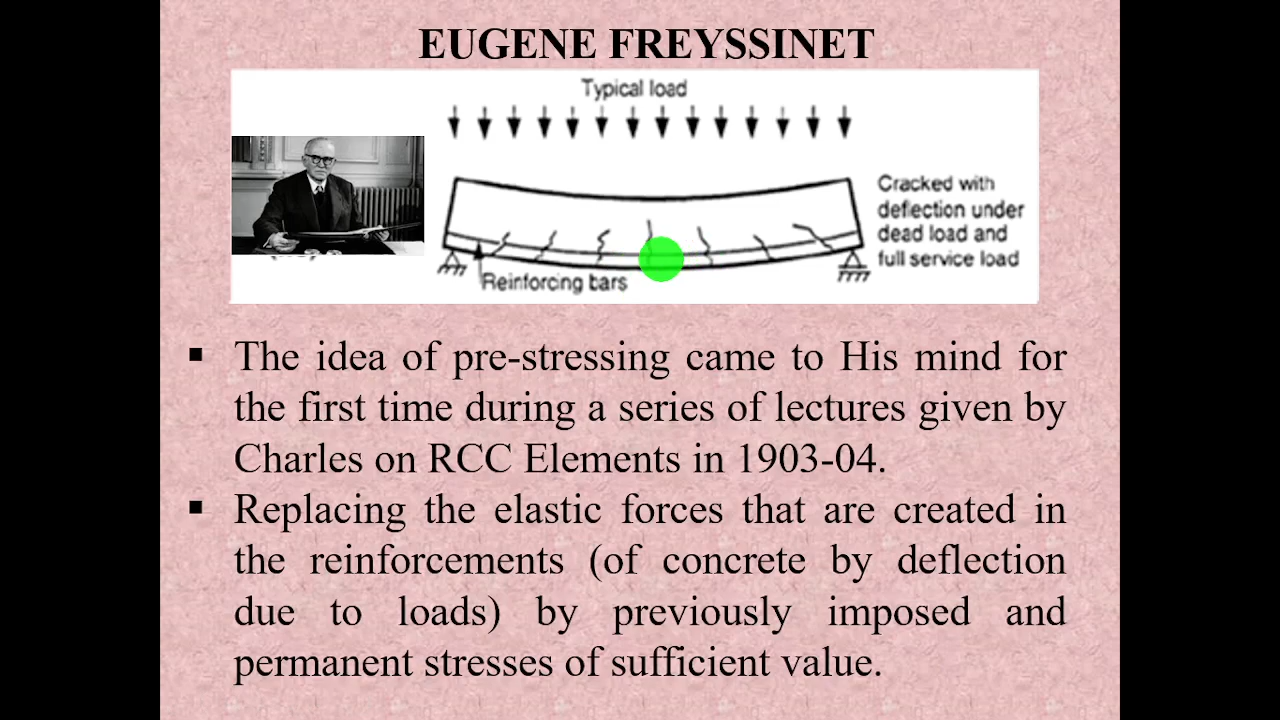 EUGENE FREYSSINET
Typical load
Cracked with
deflection under
dead load and
full service load
Reinforcing bars
▪ The idea of pre-stressing came to His mind for
the first time during a series of lectures given by
Charles on RCC Elements in 1903-04.
▪ Replacing the elastic forces that are created in
the reinforcements (of concrete by deflection
due to loads) by previously imposed and
permanent stresses of sufficient value.